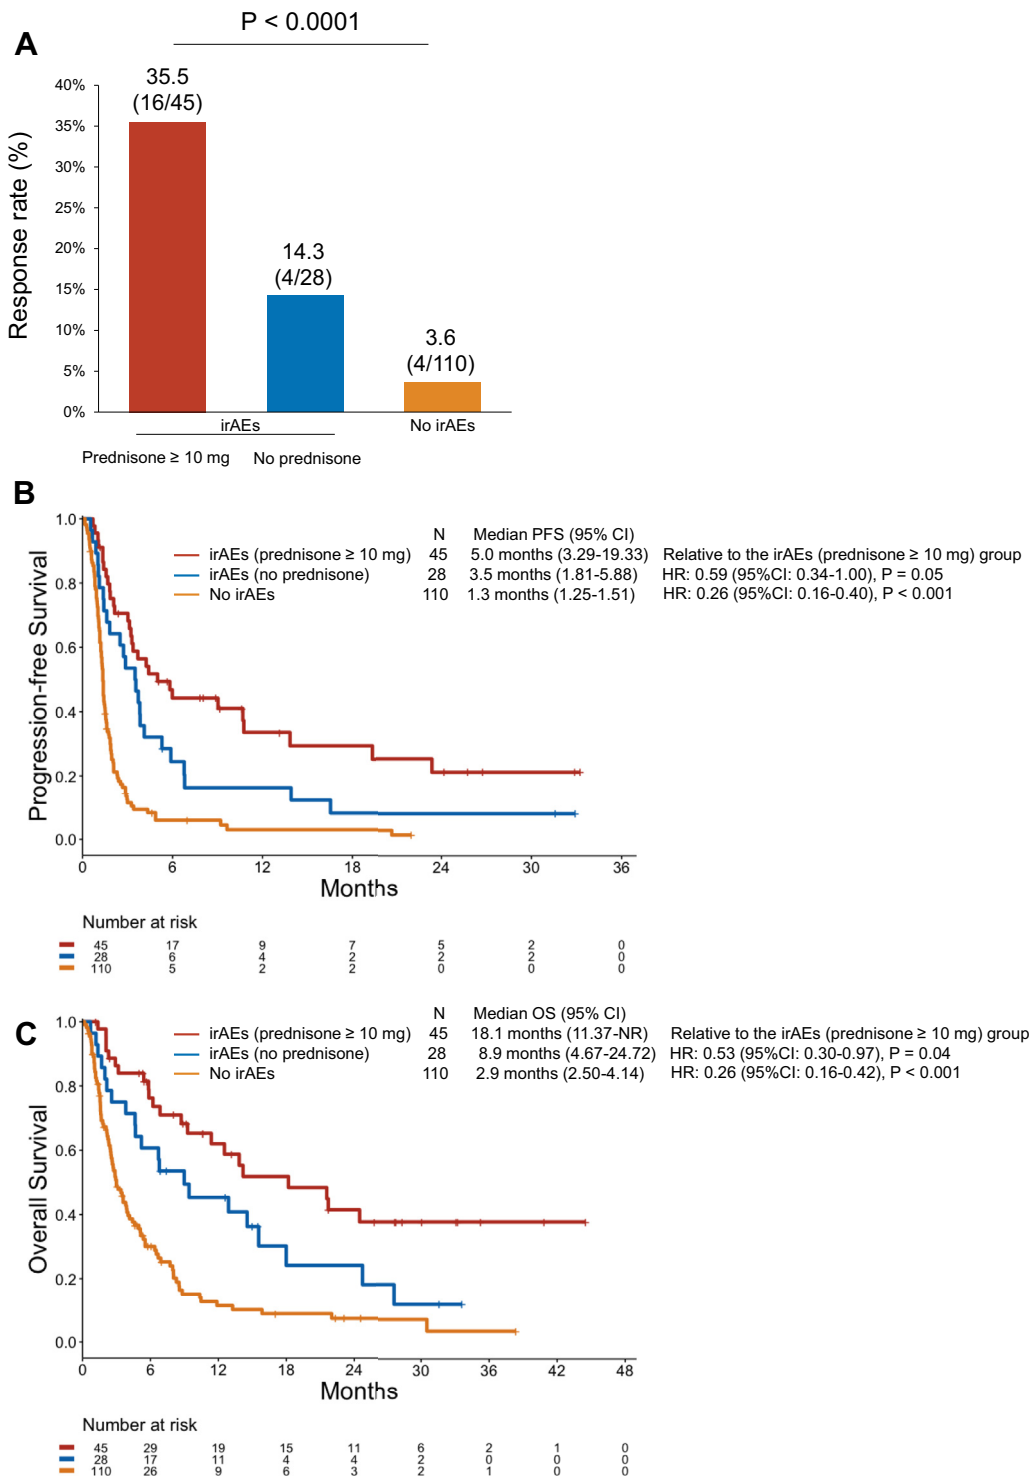 A
P < 0.0001
Response rate (%)
40%
35%
30%
25%
20%
15%
10%
5%
0%
35.5
(16/45)
14.3
(4/28)
3.6
(4/110)
irAEs
No irAEs
Prednisone ≥ 10 mg No prednisone
B
N Median PFS (95% CI)
irAEs (prednisone ≥ 10 mg) 45 5.0 months (3.29-19.33) Relative to the irAEs (prednisone ≥ 10 mg) group
irAEs (no prednisone) 28 3.5 months (1.81-5.88) HR: 0.59 (95%CI: 0.34-1.00), P = 0.05
No irAEs 110 1.3 months (1.25-1.51) HR: 0.26 (95%CI: 0.16-0.40), P < 0.001
Progression-free Survival
1.0
0.8
0.6
0.4
0.2
0.0
0 6 12 18 24 30 36
Months
Number at risk
45 17 9 7 5 2 0
28 6 4 2 2 2 0
110 5 2 2 0 0 0
C
N Median OS (95% CI)
irAEs (prednisone ≥ 10 mg) 45 18.1 months (11.37-NR) Relative to the irAEs (prednisone ≥ 10 mg) group
irAEs (no prednisone) 28 8.9 months (4.67-24.72) HR: 0.53 (95%CI: 0.30-0.97), P = 0.04
No irAEs 110 2.9 months (2.50-4.14) HR: 0.26 (95%CI: 0.16-0.42), P < 0.001
Overall Survival
1.0
0.8
0.6
0.4
0.2
0.0
0 6 12 18 24 30 36 42 48
Months
Number at risk
45 29 19 15 11 6 2 1 0
28 17 11 4 4 2 0 0 0
110 26 9 6 3 2 1 0 0